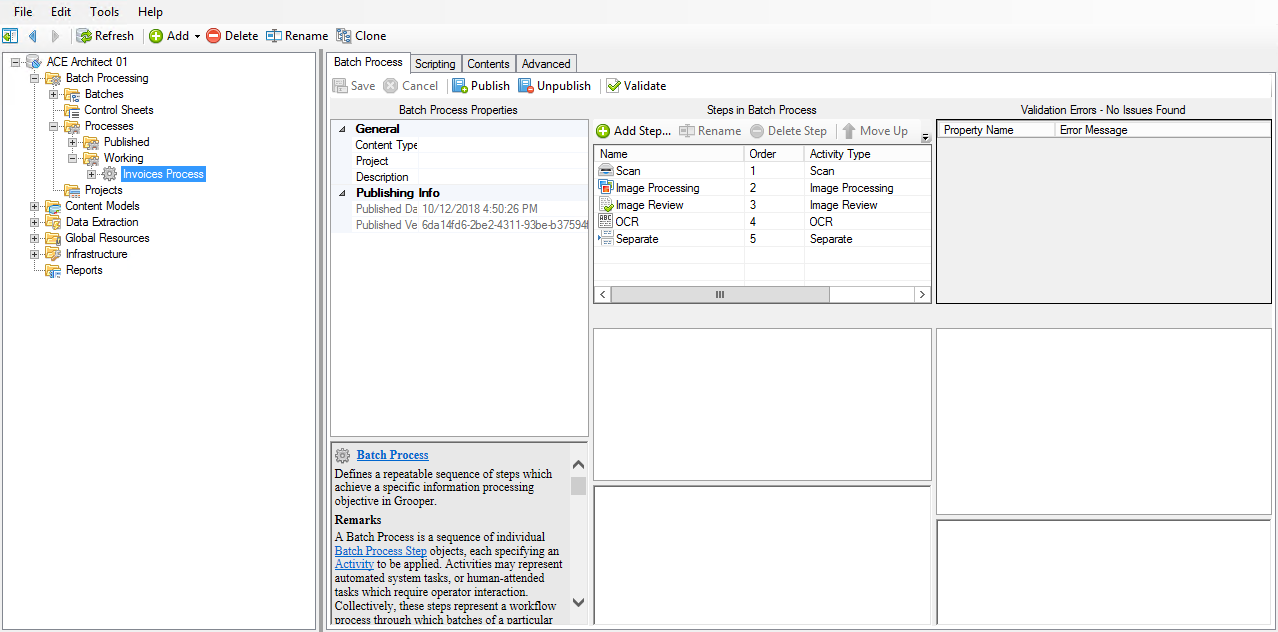 File Edit Tools Help
Refresh Add Delete Rename Clone
ACE Architect 01
Batch Processing
Batches
Control Sheets
Processes
Published
Working
Invoices Process
Projects
Content Models
Data Extraction
Global Resources
Infrastructure
Reports
Batch Process Scripting Contents Advanced
Save Cancel Publish Unpublish Validate
Batch Process Properties
General
Content Type
Project
Description
Publishing Info
Published Da 10/12/2018 4:50:26 PM
Published Ve 6da14fd6-2be2-4311-93be-b37594f
Batch Process
Defines a repeatable sequence of steps which
achieve a specific information processing
objective in Grooper.
Remarks
A Batch Process is a sequence of individual
Batch Process Step objects, each specifying an
Activity to be applied. Activities may represent
automated system tasks, or human-attended
tasks which require operator interaction.
Collectively, these steps represent a workflow
process through which batches of a particular
Steps in Batch Process
Add Step... Rename Delete Step Move Up
Name Order Activity Type
Scan 1 Scan
Image Processing 2 Image Processing
Image Review 3 Image Review
OCR 4 OCR
Separate 5 Separate
Validation Errors - No Issues Found
Property Name Error Message